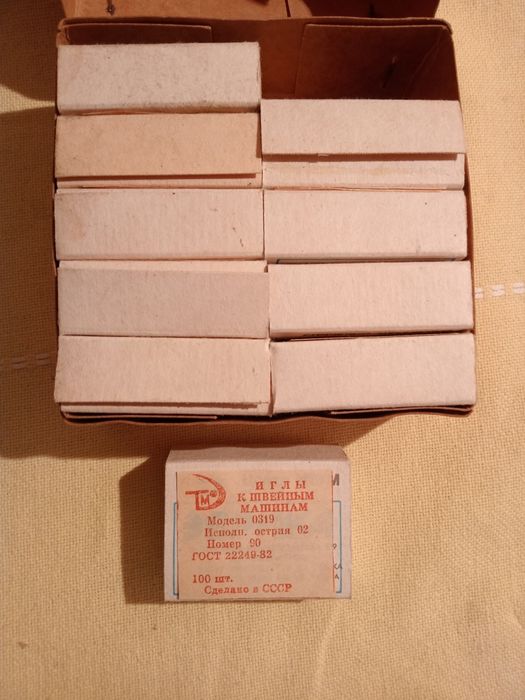 ИГЛЫ
К ШВЕЙНЫМ
МАШИНАМ
Модель 0319
Исполн. острия 02
Номер 90
ГОСТ 22249-82
100 шт.
Сделано в СССР